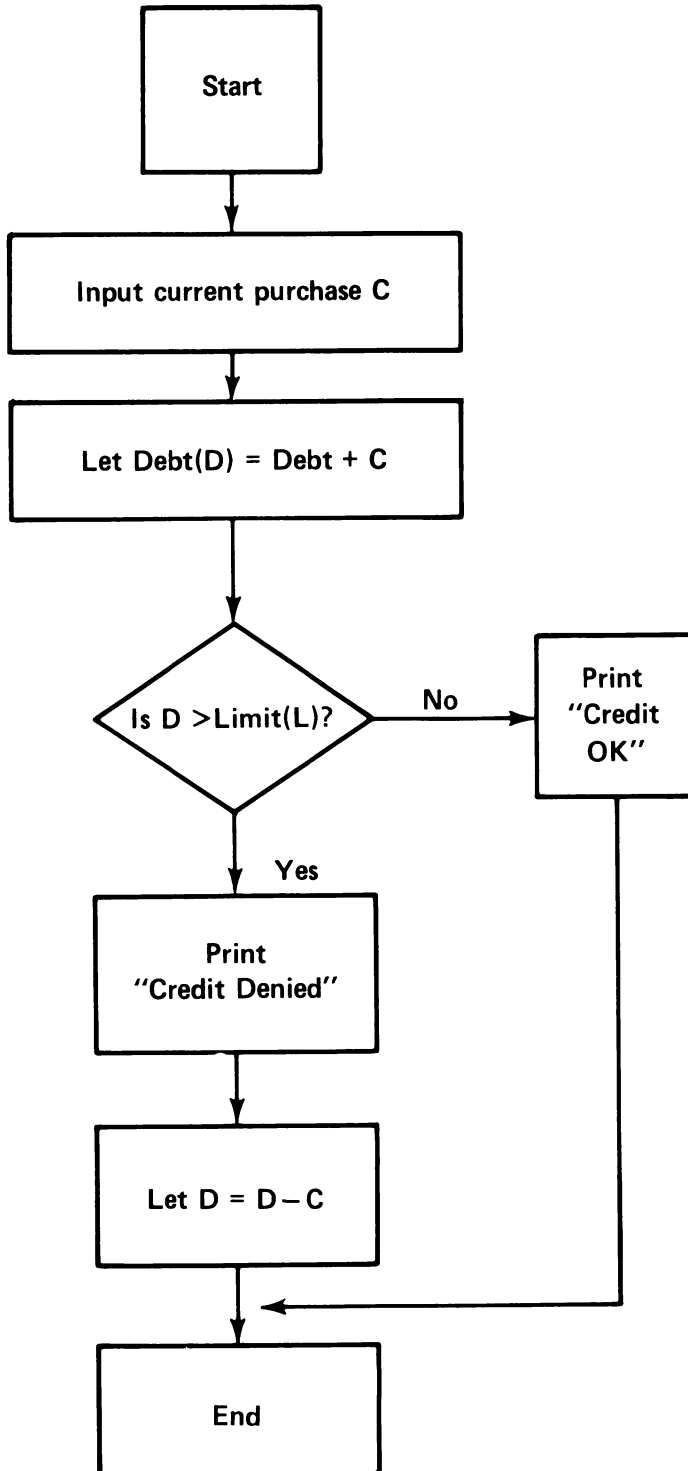 Start
Input current purchase C
Let Debt(D) = Debt + C
Is D >Limit(L)?
No
Print
“Credit
OK”
Yes
Print
“Credit Denied”
Let D = D – C
End